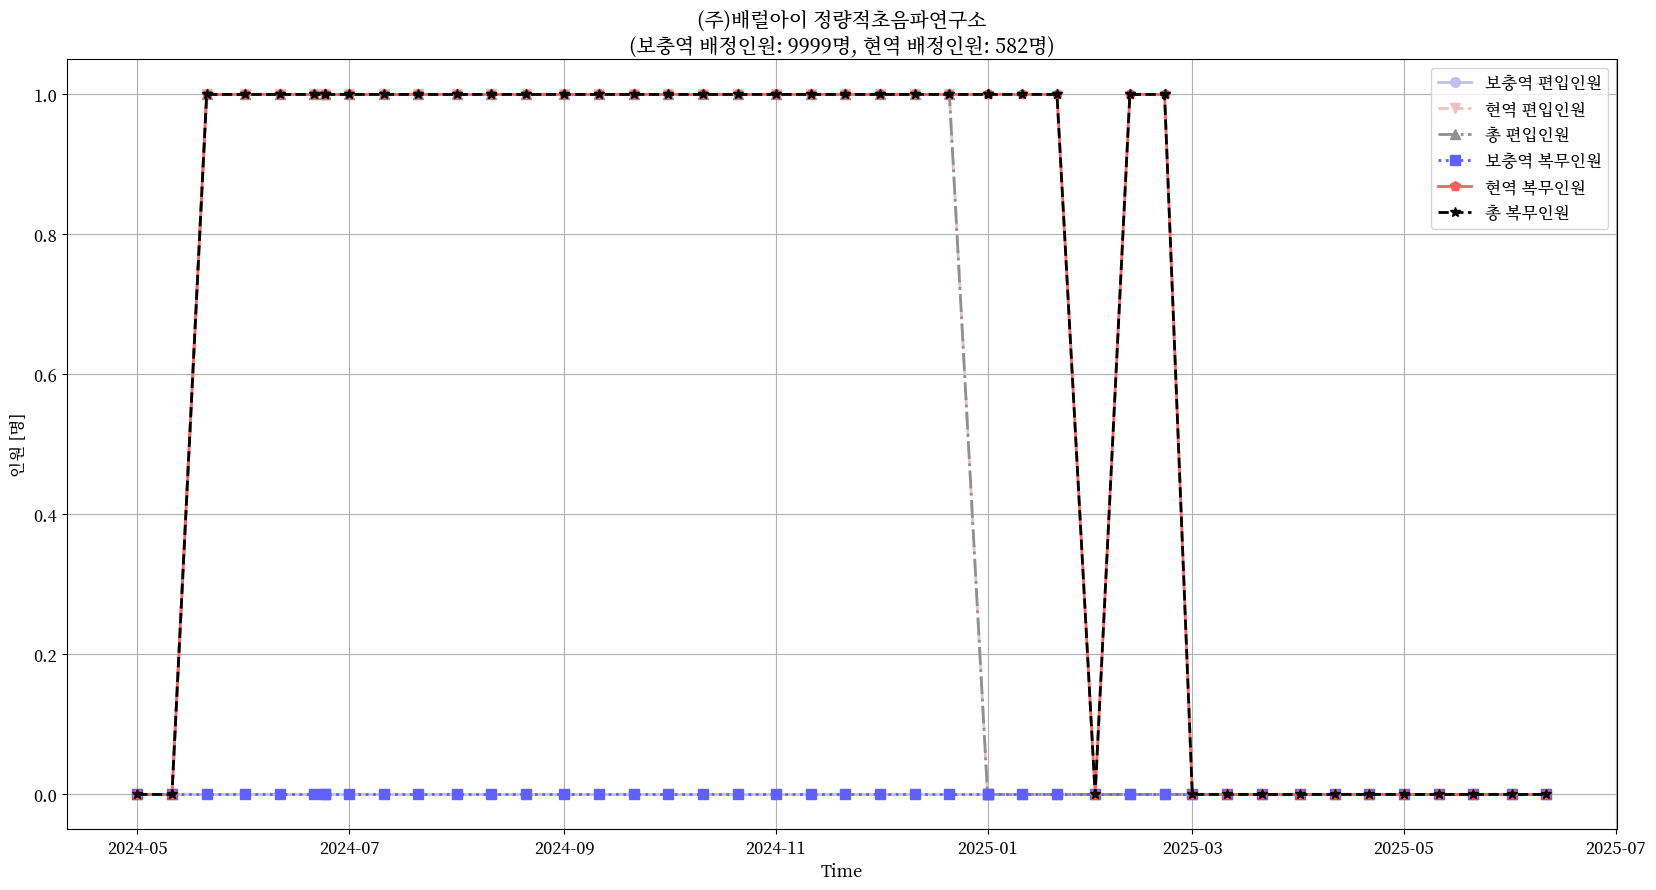 (주)배럴아이 정량적초음파연구소
(보충역 배정인원: 9999명, 현역 배정인원: 582명)
보충역 편입인원
현역 편입인원
총 편입인원
보충역 복무인원
현역 복무인원
총 복무인원
1.0
0.8
0.6
0.4
0.2
0.0
인원 [명]
2024-05
2024-07
2024-09
2024-11
2025-01
2025-03
2025-05
2025-07
Time